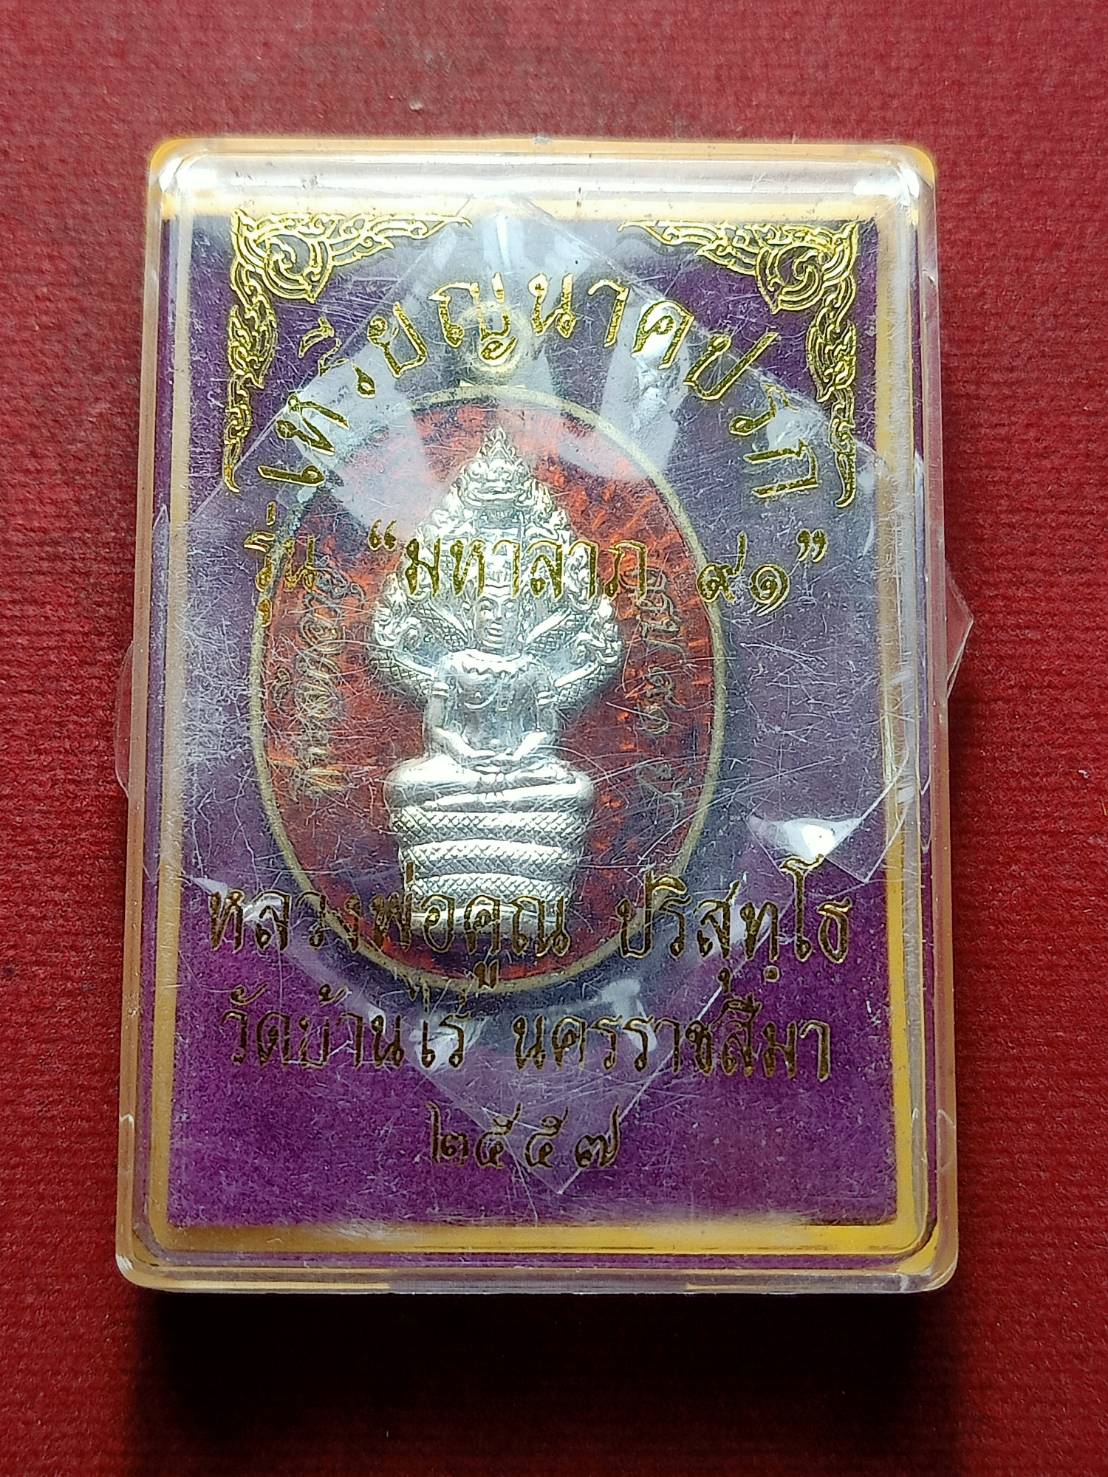 เหรียญนาคปรก
รุ่น “มหาลาภ ๙๑”
หลวงพ่อคูณ ปริสุทฺโธ
วัดบ้านไร่ นครราชสีมา
๒๕๕๗